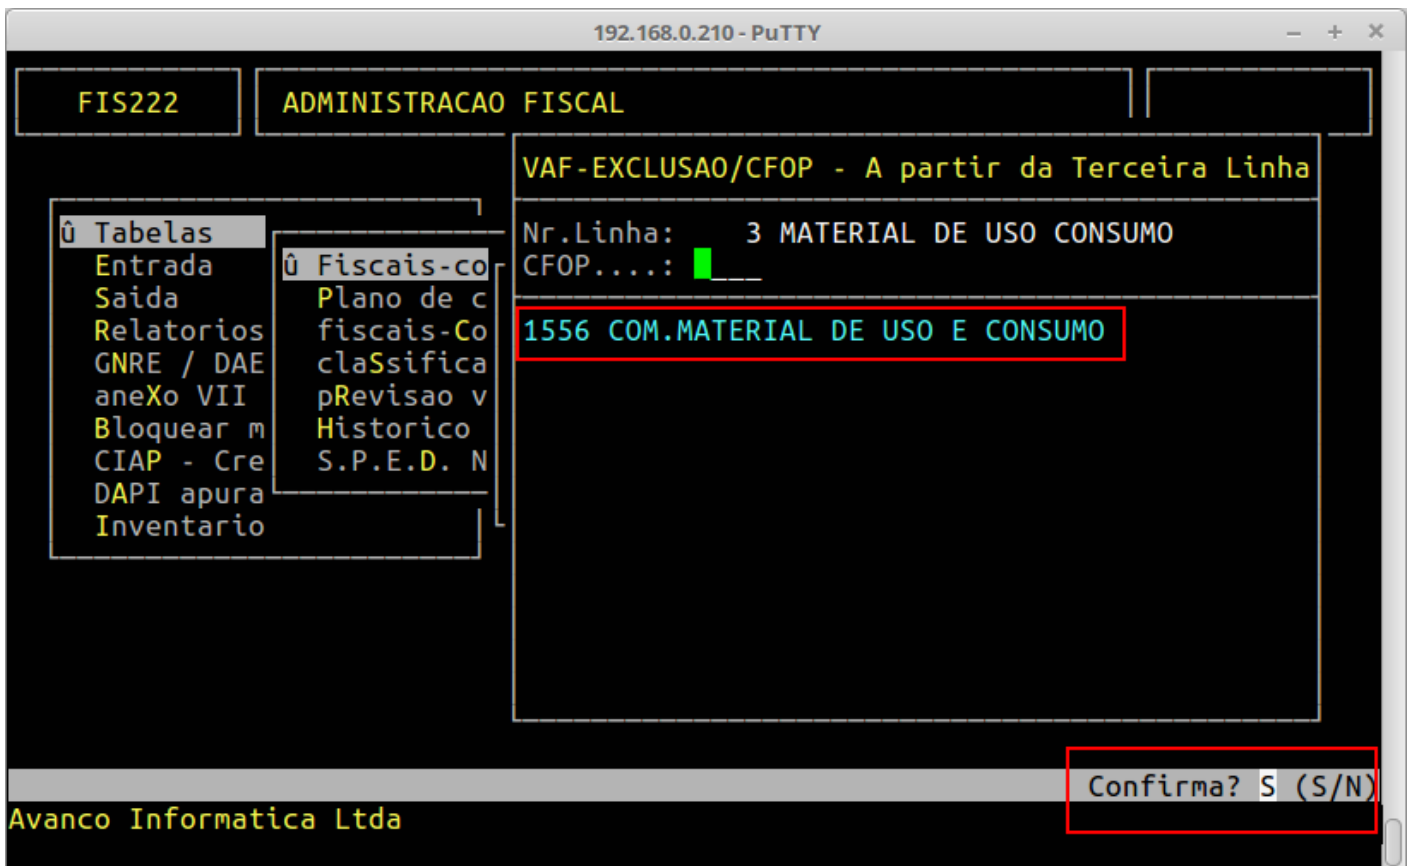 192.168.0.210 - PuTTY
FIS222
ADMINISTRACAO FISCAL
VAF-EXCLUSAO/CFOP - A partir da Terceira Linha
Nr.Linha: 3 MATERIAL DE USO CONSUMO
CFOP....: ___
1556 COM.MATERIAL DE USO E CONSUMO
û Tabelas
Entrada
Saida
Relatorios
GNRE / DAE
aneXo VII
Bloquear m
CIAP - Cre
DAPI apura
Inventario
û Fiscais-co
Plano de c
fiscais-Co
claSsifica
pRevisao v
Historico
S.P.E.D. N
Confirma? S (S/N)
Avanco Informatica Ltda